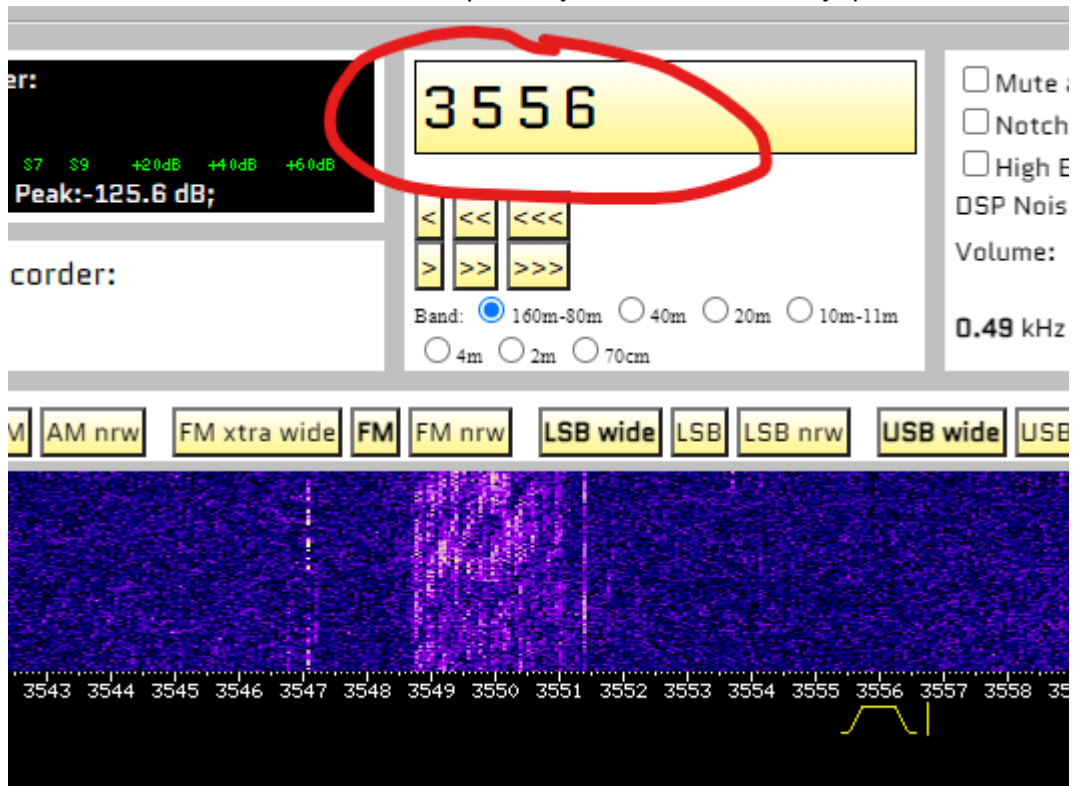 er:
S7 S9 +20dB +40dB +60dB
Peak:-125.6 dB;
corder:
3556
< << <<<
> >> >>>
Band: 160m-80m 40m 20m 10m-11m
4m 2m 70cm
Mute
Notch
High
DSP Nois
Volume:
0.49 kHz
M AM nrw FM xtra wide FM FM nrw LSB wide LSB LSB nrw USB wide USB
3543 3544 3545 3546 3547 3548 3549 3550 3551 3552 3553 3554 3555 3556 3557 3558 35